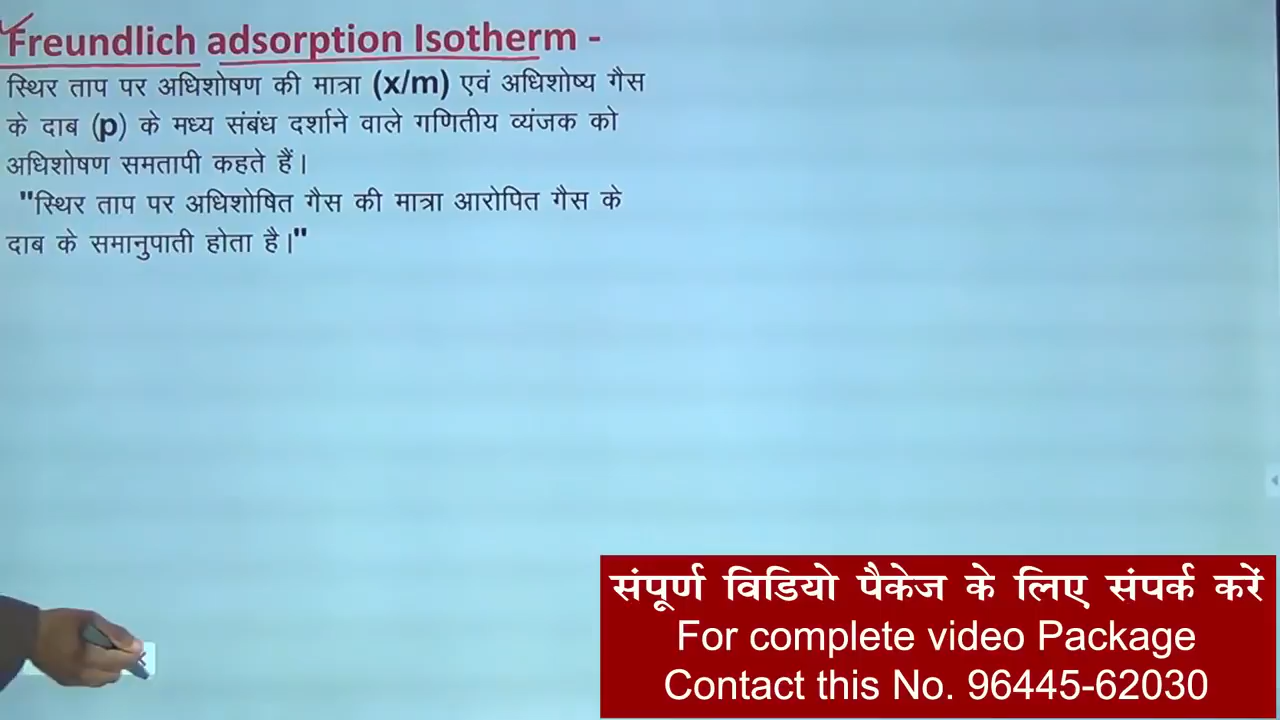 Freundlich adsorption Isotherm -
स्थिर ताप पर अधिशोषण की मात्रा (x/m) एवं अधिशोष्य गैस
के दाब (p) के मध्य संबंध दर्शाने वाले गणितीय व्यंजक को
अधिशोषण समतापी कहते हैं।
"स्थिर ताप पर अधिशोषित गैस की मात्रा आरोपित गैस के
दाब के समानुपाती होता है।"
संपूर्ण विडियो पैकेज के लिए संपर्क करें
For complete video Package
Contact this No. 96445-62030